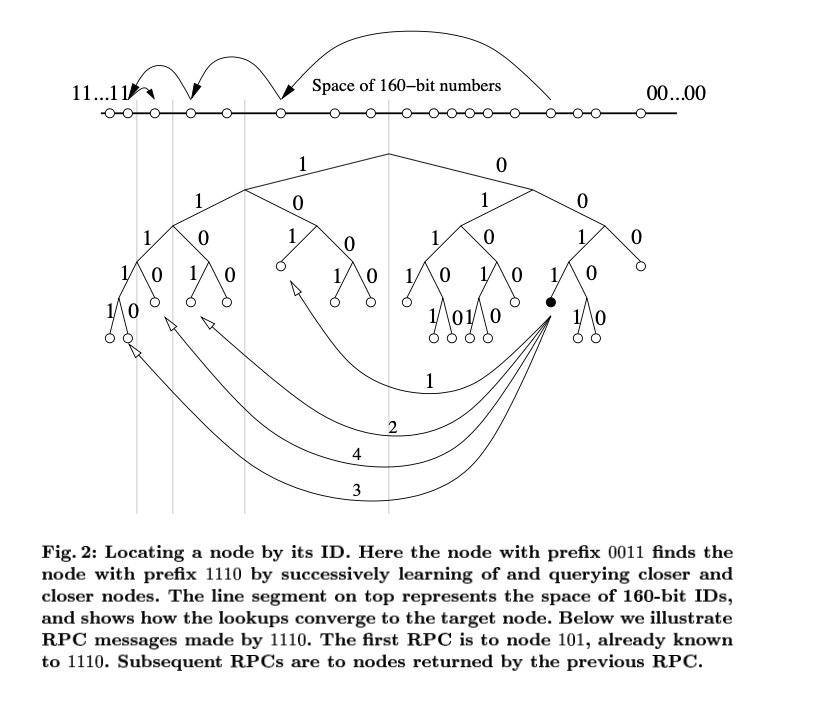 Space of 160−bit numbers
11...11 00...00
1 0
1 0 1 0
1 0 1 0 1 0 1 0
1 0 1 0 1 0 1 0 1 0 1 0
1 0 1 0 1 0 1 0
1
2
4
3
Fig. 2: Locating a node by its ID. Here the node with prefix 0011 finds the
node with prefix 1110 by successively learning of and querying closer and
closer nodes. The line segment on top represents the space of 160-bit IDs,
and shows how the lookups converge to the target node. Below we illustrate
RPC messages made by 1110. The first RPC is to node 101, already known
to 1110. Subsequent RPCs are to nodes returned by the previous RPC.